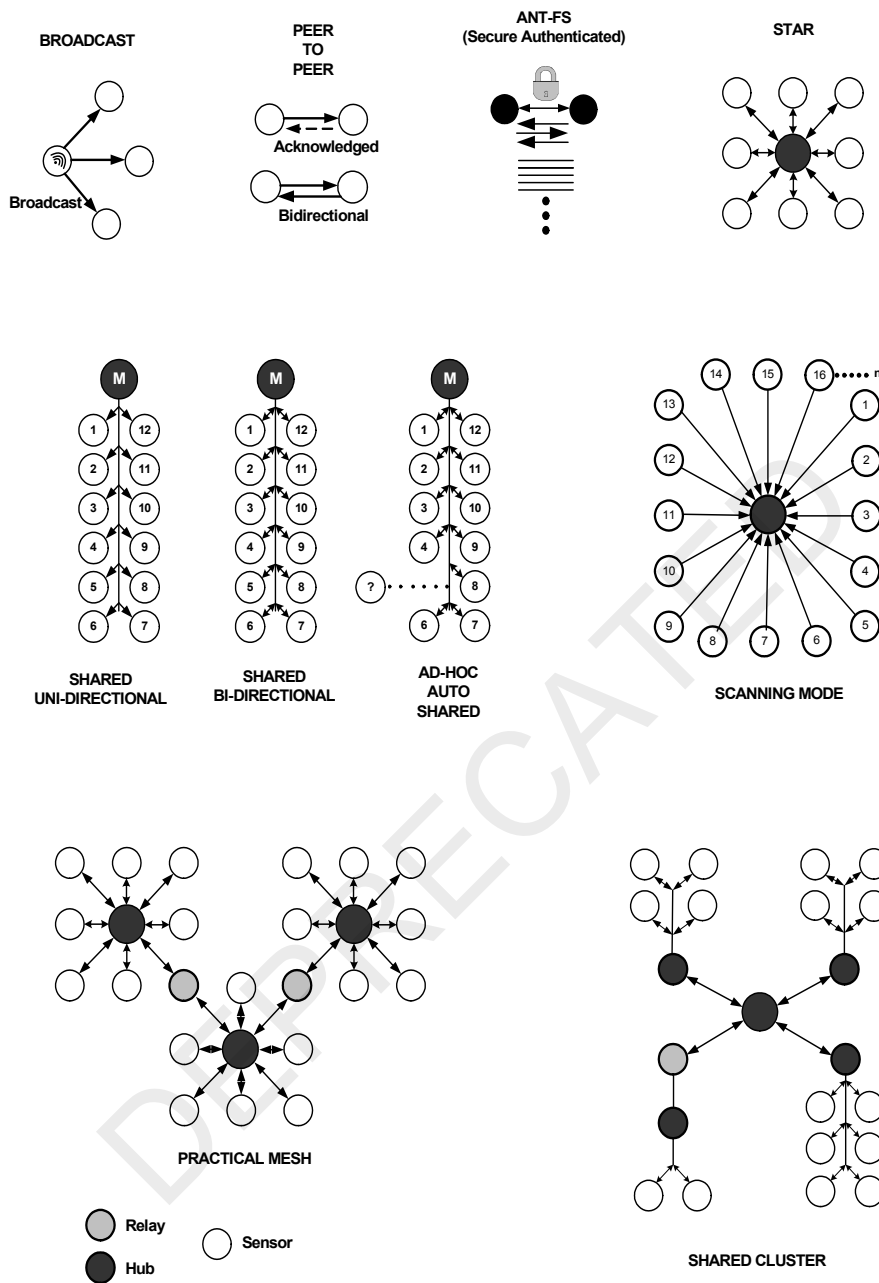 BROADCAST
Broadcast
PEER
TO
PEER
Acknowledged
Bidirectional
ANT-FS
(Secure Authenticated)
S
STAR
M
1 12
2 11
3 10
4 9
5 8
6 7
SHARED
UNI-DIRECTIONAL
M
1 12
2 11
3 10
4 9
5 8
6 7
SHARED
BI-DIRECTIONAL
M
1 12
2 11
3 10
4 9
? 8
6 7
AD-HOC
AUTO
SHARED
14 15 16 n
13 1
12 2
11 3
10 4
9 5
8 7 6
SCANNING MODE
DEPRECATED
PRACTICAL MESH
Relay
Hub
Sensor
SHARED CLUSTER